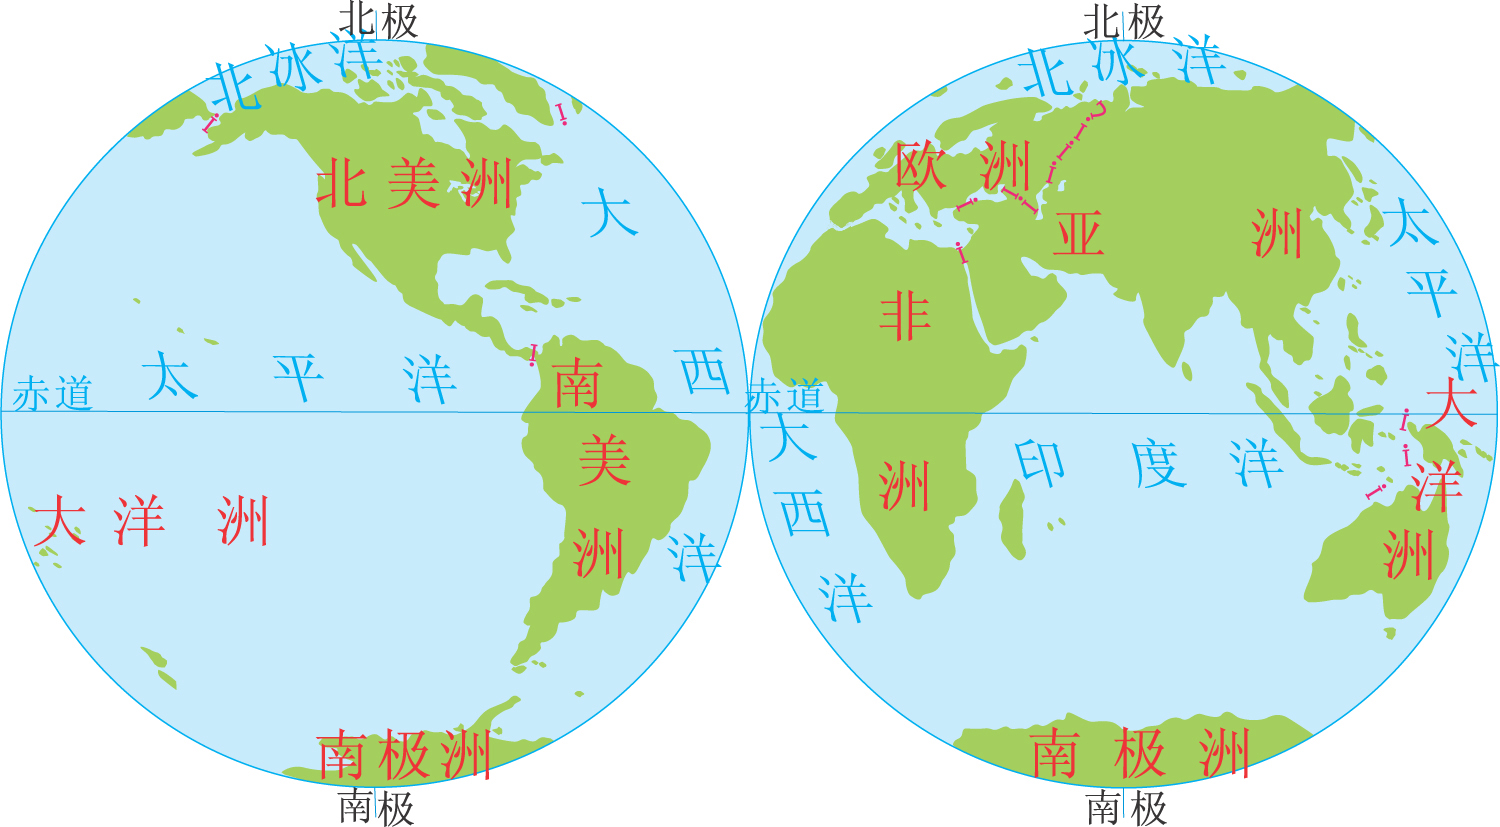 北极
北冰洋
北美洲
大西洋
太平洋
赤道
南美洲
大洋洲
南极洲
南极
北极
北冰洋
欧洲
亚洲
太平洋
非洲
赤道
大西洋
印度洋
大洋洲
南极洲
南极